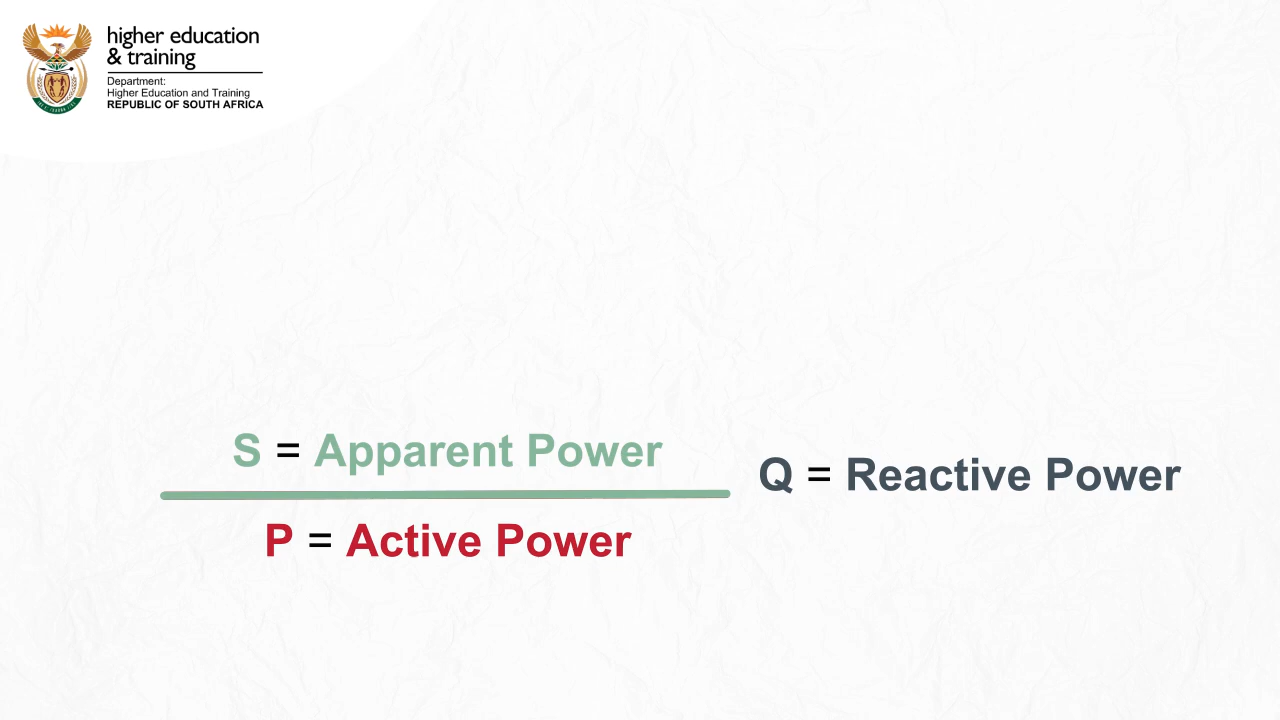 higher education
& training
Department:
Higher Education and Training
REPUBLIC OF SOUTH AFRICA
S = Apparent Power
Q = Reactive Power
P = Active Power